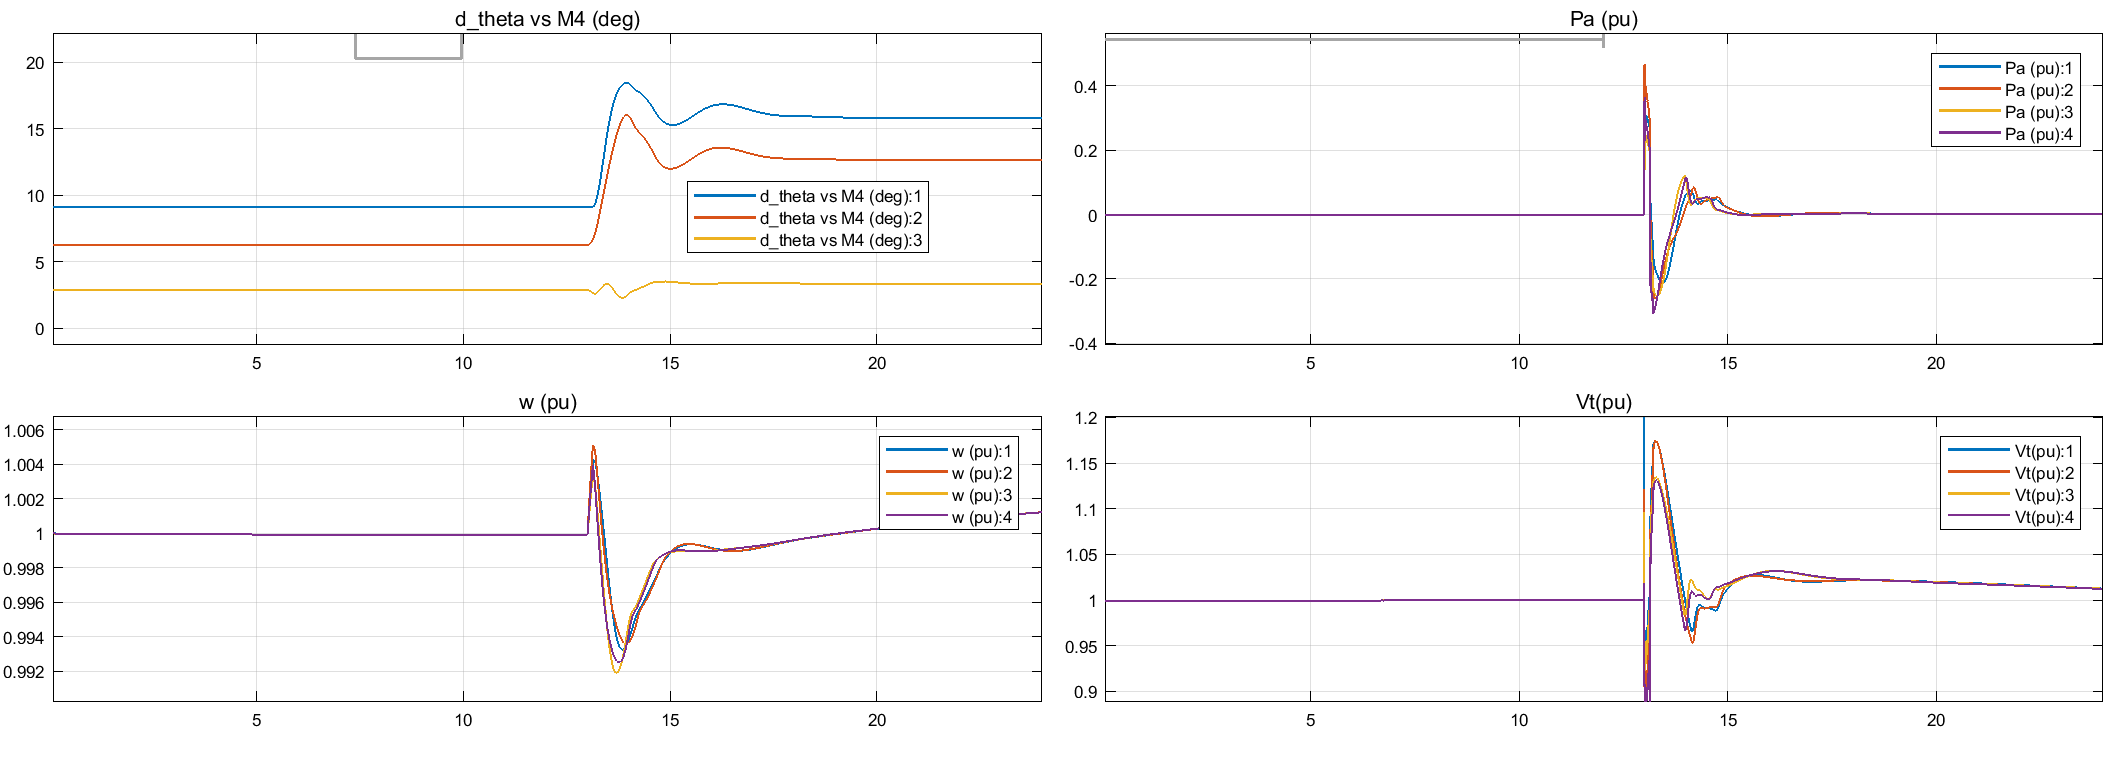 d_theta vs M4 (deg)
20
15
10
5
0
d_theta vs M4 (deg):1
d_theta vs M4 (deg):2
d_theta vs M4 (deg):3
5
10
15
20
Pa (pu)
0.4
0.2
0
-0.2
-0.4
Pa (pu):1
Pa (pu):2
Pa (pu):3
Pa (pu):4
5
10
15
20
w (pu)
1.006
1.004
1.002
1
0.998
0.996
0.994
0.992
w (pu):1
w (pu):2
w (pu):3
w (pu):4
5
10
15
20
Vt(pu)
1.2
1.15
1.1
1.05
1
0.95
0.9
Vt(pu):1
Vt(pu):2
Vt(pu):3
Vt(pu):4
5
10
15
20